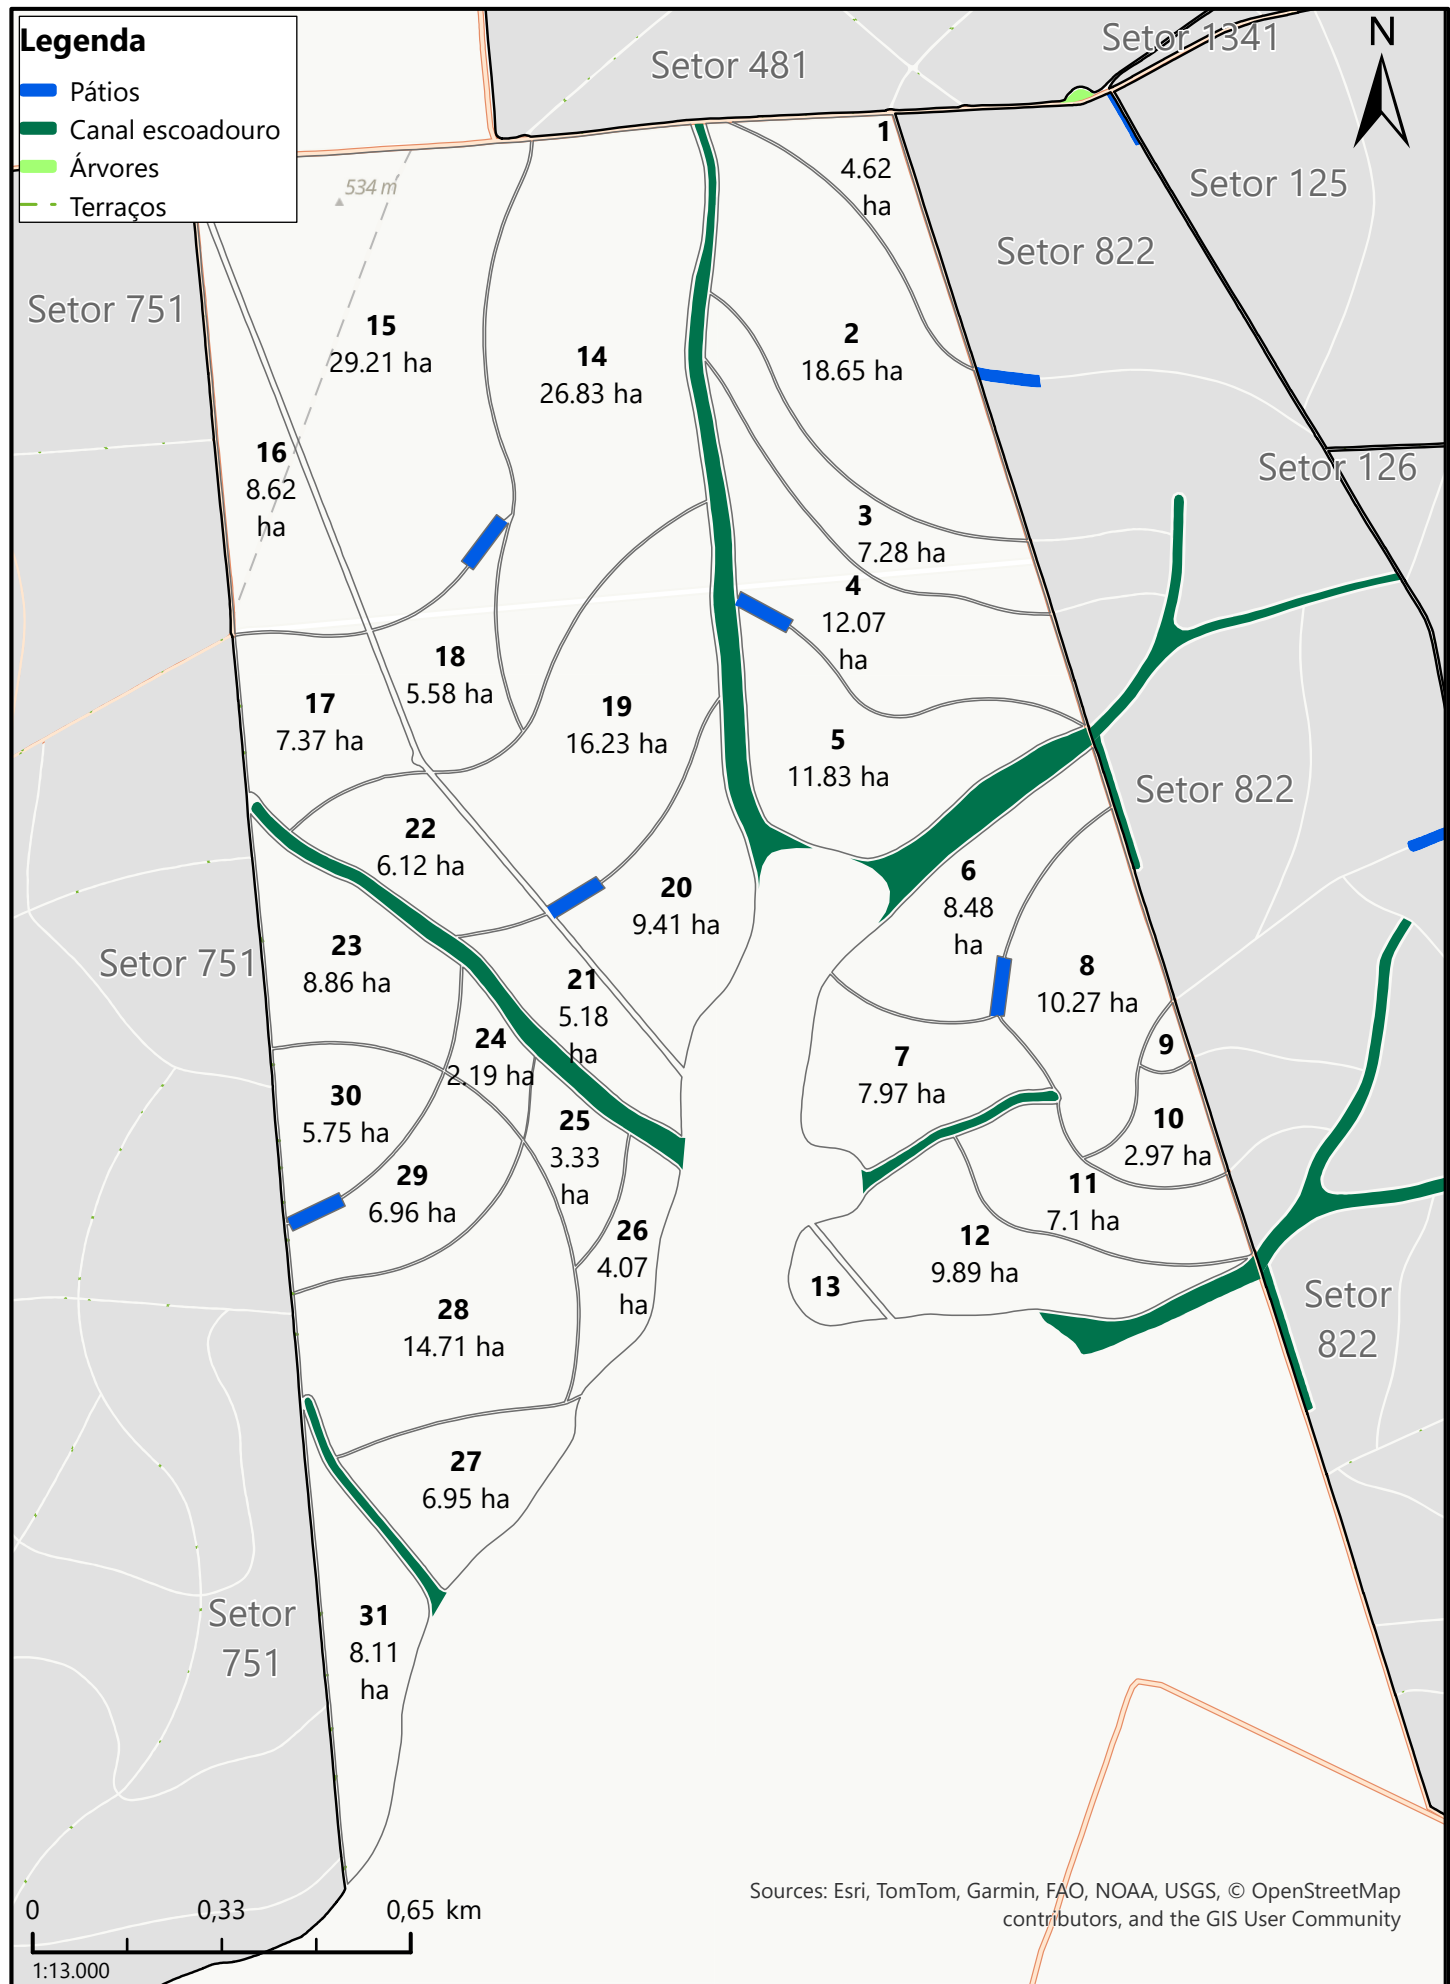 Legenda
Pátios
Canal escoadouro
Árvores
Terraços
N
Setor 1341
Setor 481
Setor 125
Setor 822
Setor 751
Setor 126
534 m
1
4.62
ha
2
18.65 ha
15
29.21 ha
14
26.83 ha
16
8.62
ha
3
7.28 ha
4
12.07
ha
18
5.58 ha
17
7.37 ha
19
16.23 ha
5
11.83 ha
Setor 822
22
6.12 ha
20
9.41 ha
6
8.48
ha
23
8.86 ha
Setor 751
21
5.18
ha
8
10.27 ha
24
2.19 ha
9
7
7.97 ha
30
5.75 ha
25
3.33
ha
10
2.97 ha
29
6.96 ha
11
7.1 ha
26
4.07
ha
12
9.89 ha
13
28
14.71 ha
Setor
822
27
6.95 ha
Setor
751
31
8.11
ha
0 0,33 0,65 km
1:13.000
Sources: Esri, TomTom, Garmin, FAO, NOAA, USGS, © OpenStreetMap
contributors, and the GIS User Community